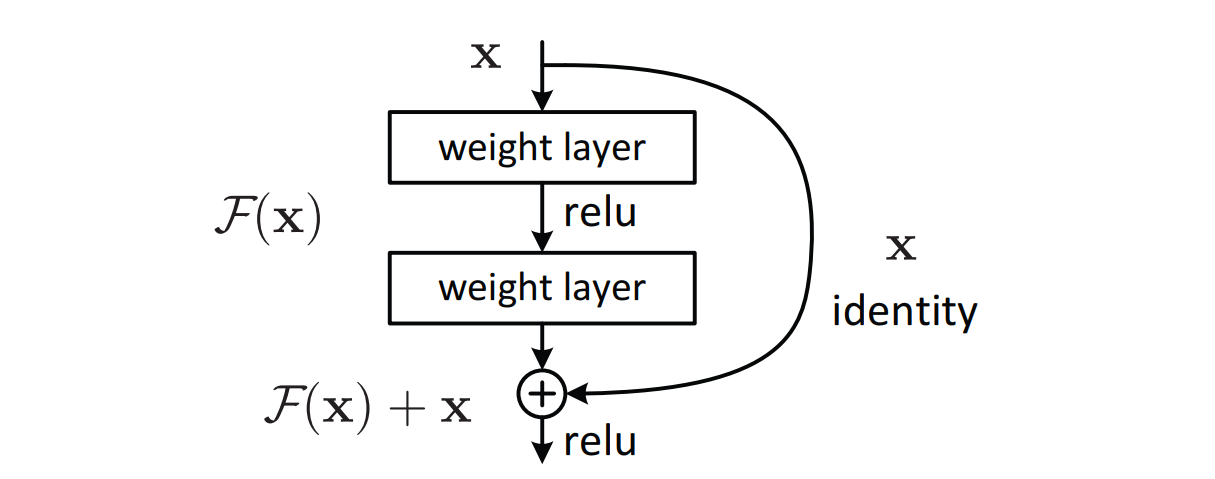 x
weight layer
F(x)
relu
x
weight layer
identity
F(x) + x
relu